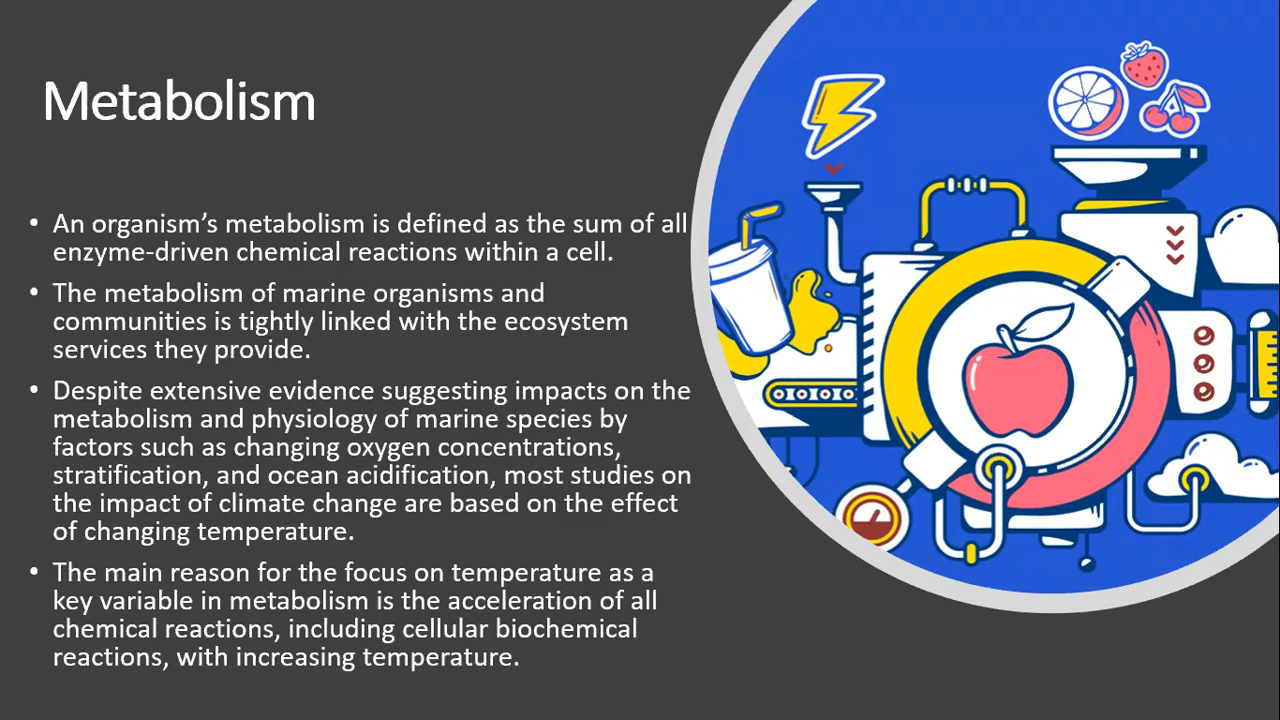 Metabolism
• An organism’s metabolism is defined as the sum of all
enzyme-driven chemical reactions within a cell.
• The metabolism of marine organisms and
communities is tightly linked with the ecosystem
services they provide.
• Despite extensive evidence suggesting impacts on the
metabolism and physiology of marine species by
factors such as changing oxygen concentrations,
stratification, and ocean acidification, most studies on
the impact of climate change are based on the effect
of changing temperature.
• The main reason for the focus on temperature as a
key variable in metabolism is the acceleration of all
chemical reactions, including cellular biochemical
reactions, with increasing temperature.